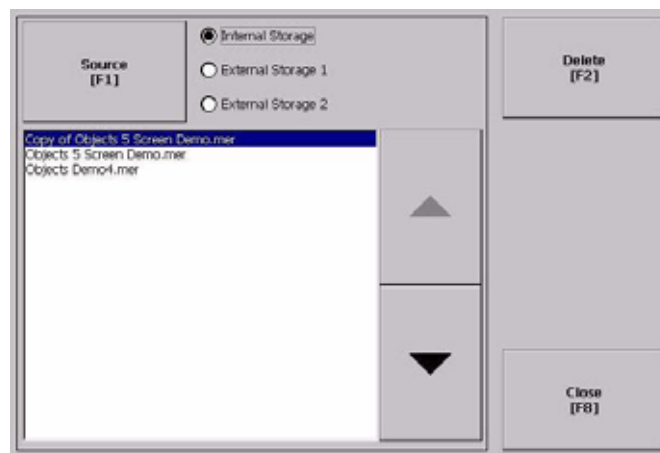 Source
[F1]
Internal Storage
External Storage 1
External Storage 2
Delete
[F2]
Copy of Objects 5 Screen Demo.mer
Objects 5 Screen Demo.mer
Objects Demo4.mer
Close
[F8]